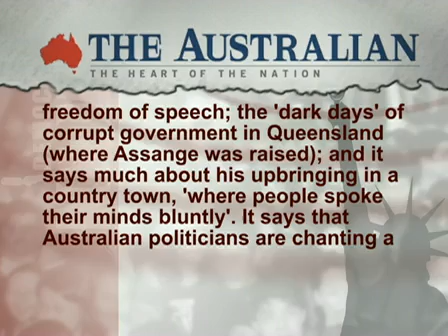 THE AUSTRALIAN
THE HEART OF THE NATION
freedom of speech; the 'dark days' of
corrupt government in Queensland
(where Assange was raised); and it
says much about his upbringing in a
country town, 'where people spoke
their minds bluntly'. It says that
Australian politicians are chanting a